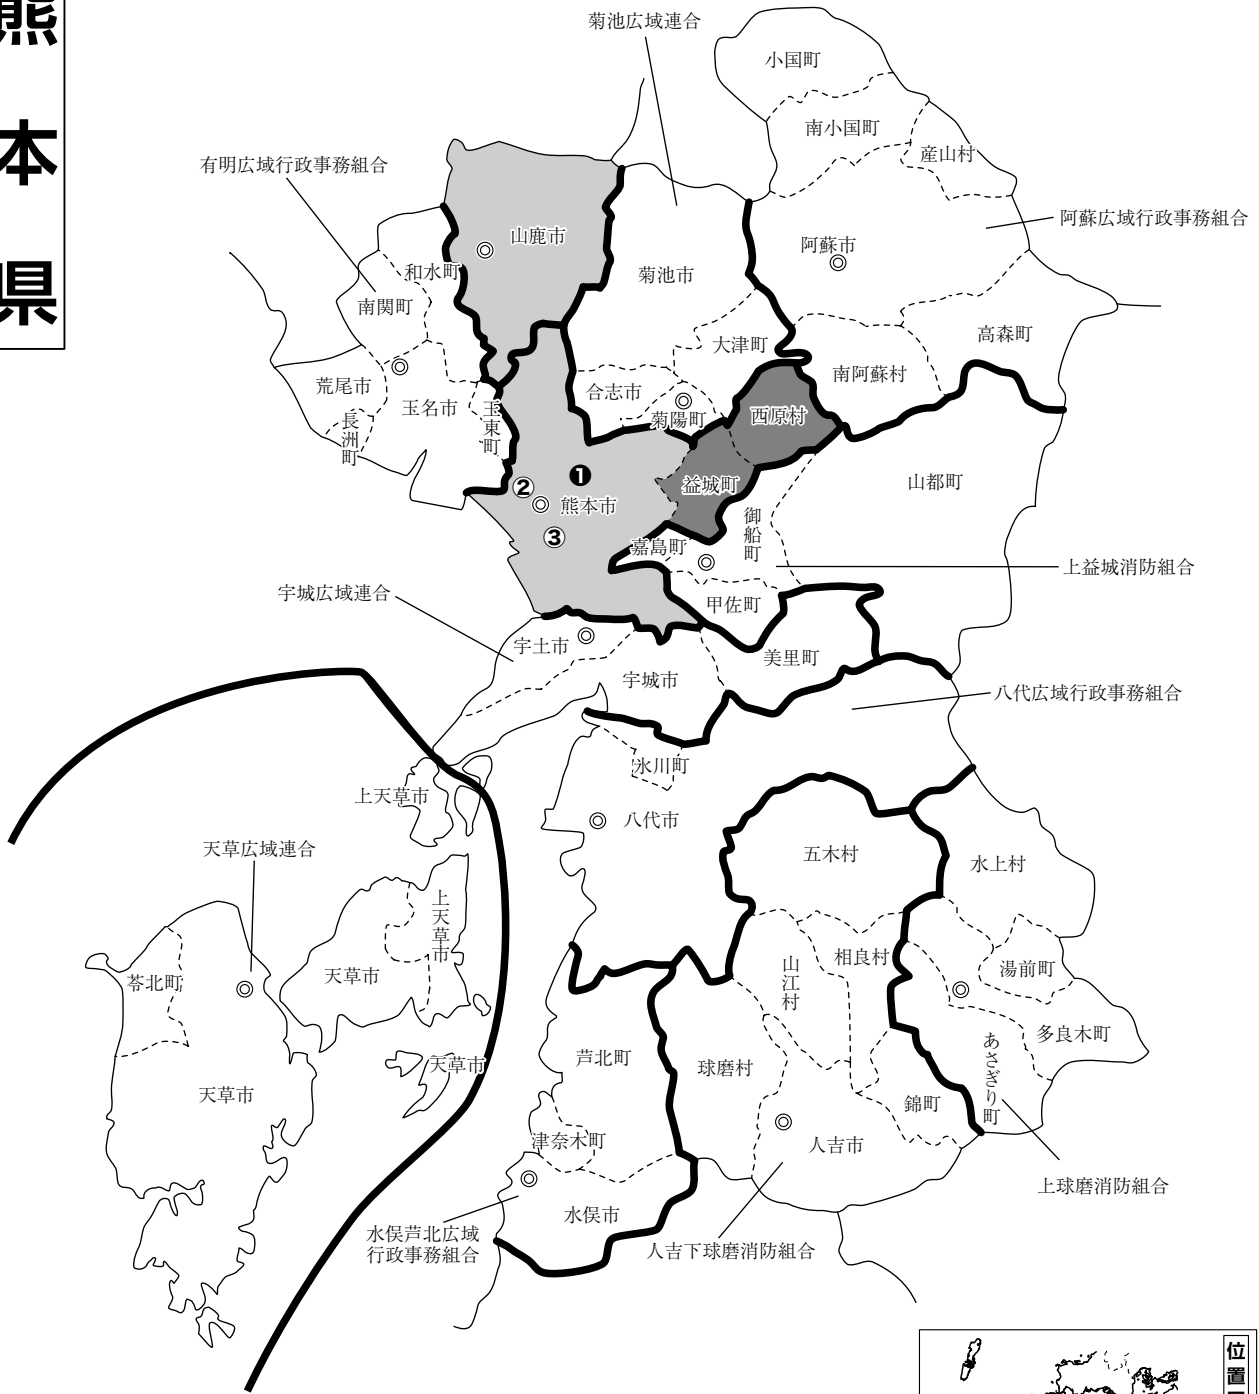 熊本県
菊池広域連合
小国町
南小国町
産山村
有明広域行政事務組合
阿蘇広域行政事務組合
山鹿市
阿蘇市
和水町
菊池市
南関町
高森町
大津町
南阿蘇村
荒尾市
合志市
玉名市
玉東町
菊陽町
西原村
長洲町
❶
益城町
山都町
②
熊本市
御船町
③
嘉島町
上益城消防組合
宇城広域連合
甲佐町
宇土市
美里町
宇城市
八代広域行政事務組合
氷川町
上天草市
八代市
天草広域連合
五木村
水上村
上天草市
相良村
山江村
湯前町
天草市
苓北町
多良木町
あさぎり町
芦北町
天草市
球磨村
天草市
錦町
津奈木町
人吉市
上球磨消防組合
水俣市
水俣芦北広域
行政事務組合
人吉下球磨消防組合
位置